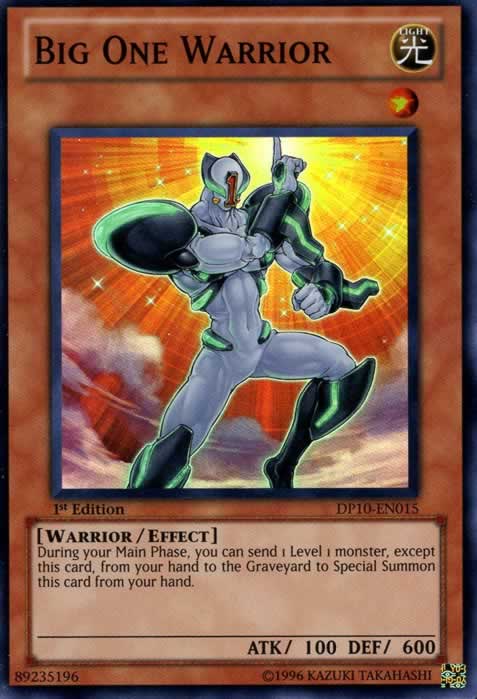 BIG ONE WARRIOR
LIGHT
光
1
1st Edition
DP10-EN015
[WARRIOR / EFFECT]
During your Main Phase, you can send 1 Level 1 monster, except
this card, from your hand to the Graveyard to Special Summon
this card from your hand.
ATK/ 100 DEF/ 600
89235196
©1996 KAZUKI TAKAHASHI